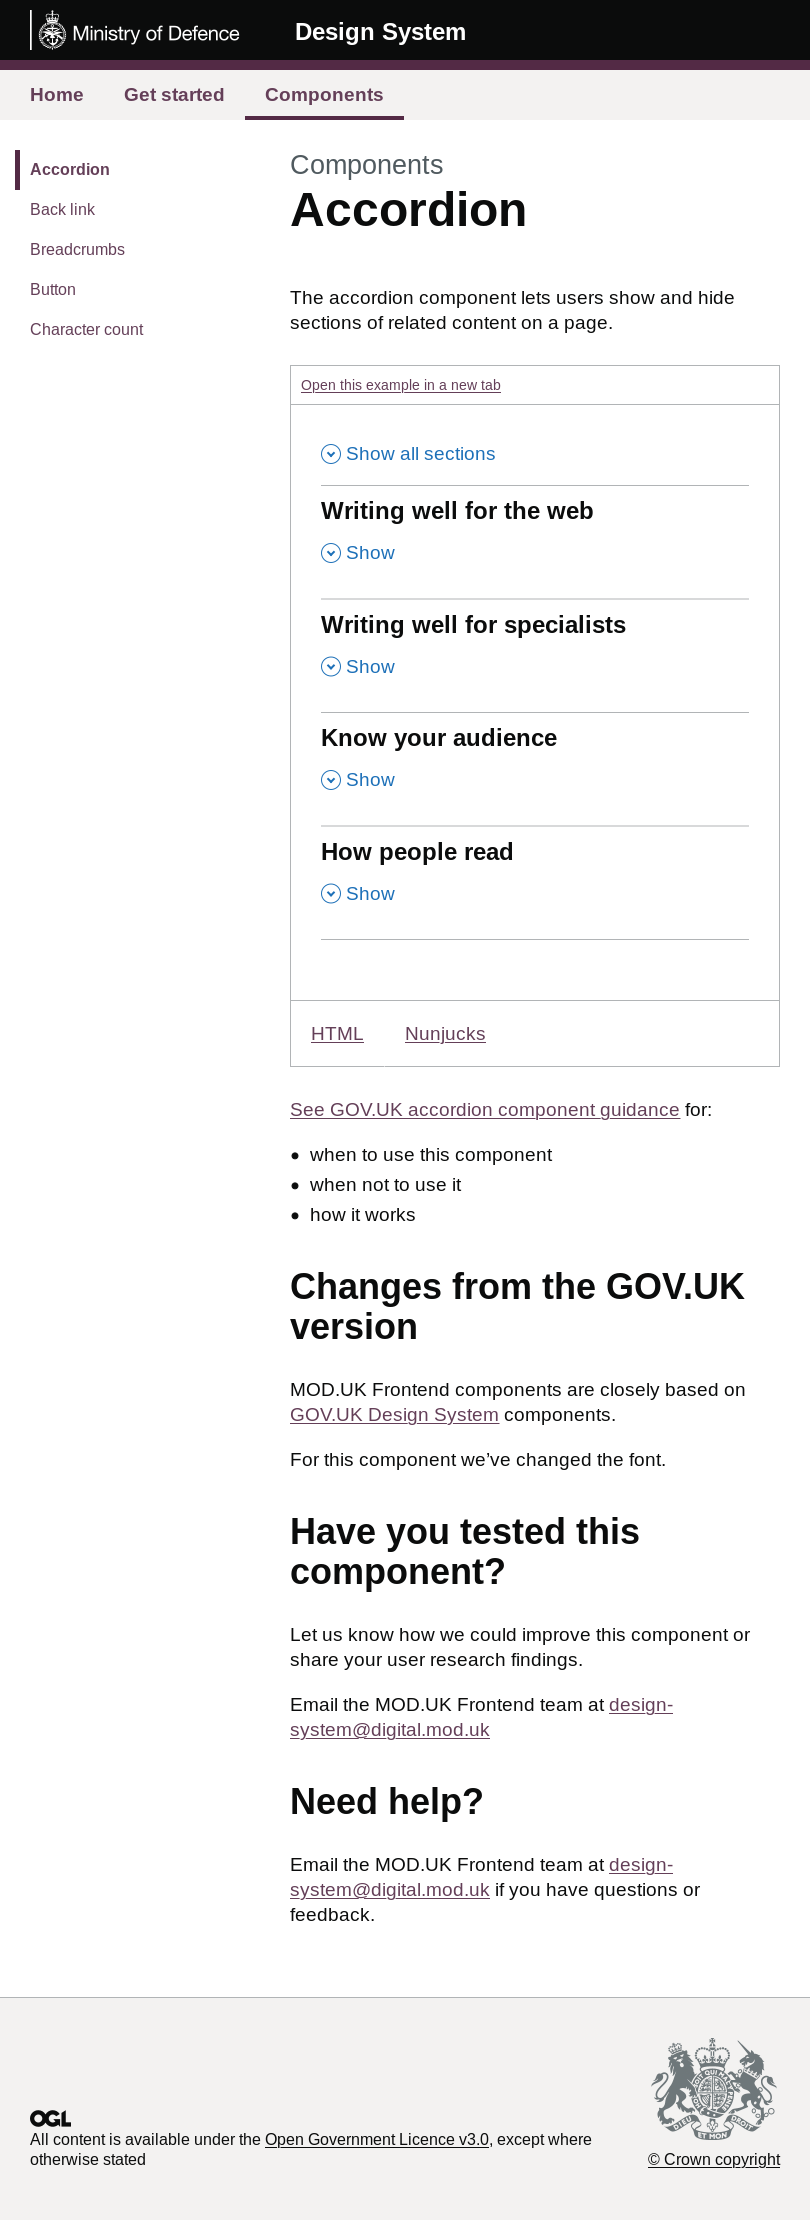 Ministry of Defence
Design System
Home
Get started
Components
Accordion
Back link
Breadcrumbs
Button
Character count
Components
Accordion
The accordion component lets users show and hide
sections of related content on a page.
Open this example in a new tab
Show all sections
Writing well for the web
Show
Writing well for specialists
Show
Know your audience
Show
How people read
Show
HTML
Nunjucks
See GOV.UK accordion component guidance for:
• when to use this component
• when not to use it
• how it works
Changes from the GOV.UK
version
MOD.UK Frontend components are closely based on
GOV.UK Design System components.
For this component we’ve changed the font.
Have you tested this
component?
Let us know how we could improve this component or
share your user research findings.
Email the MOD.UK Frontend team at design-
system@digital.mod.uk
Need help?
Email the MOD.UK Frontend team at design-
system@digital.mod.uk if you have questions or
feedback.
OGL
All content is available under the Open Government Licence v3.0, except where
otherwise stated
DIEU ET MON DROIT
© Crown copyright